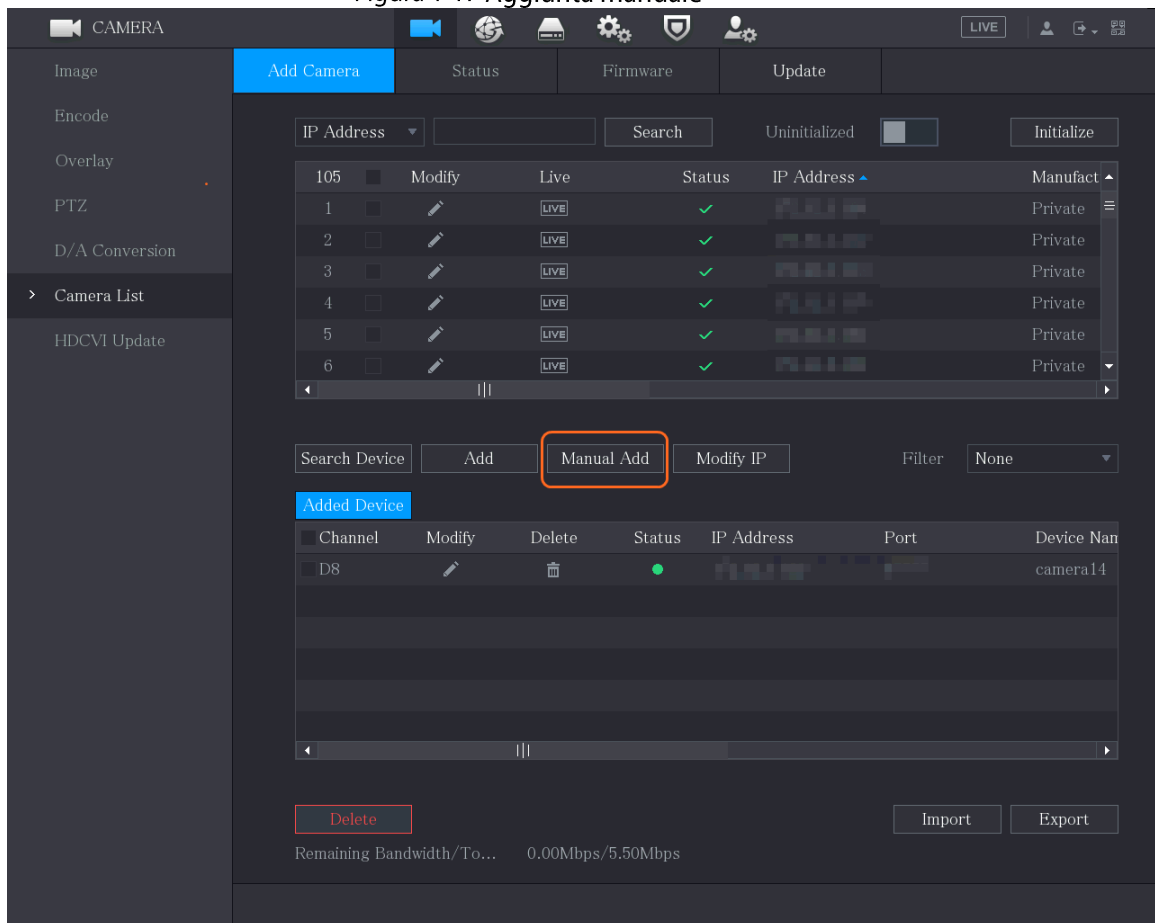 Aggiunta manuale
CAMERA LIVE
Image Add Camera Status Firmware Update
Encode
IP Address Search Uninitialized Initialize
Overlay
105 Modify Live Status IP Address Manufact
PTZ
1 LIVE Private
2 LIVE Private
D/A Conversion
3 LIVE Private
Camera List
4 LIVE Private
5 LIVE Private
HDCVI Update
6 LIVE Private
Search Device Add Manual Add Modify IP Filter None
Added Device
Channel Modify Delete Status IP Address Port Device Nam
D8 camera14
Delete Import Export
Remaining Bandwidth/To... 0.00Mbps/5.50Mbps